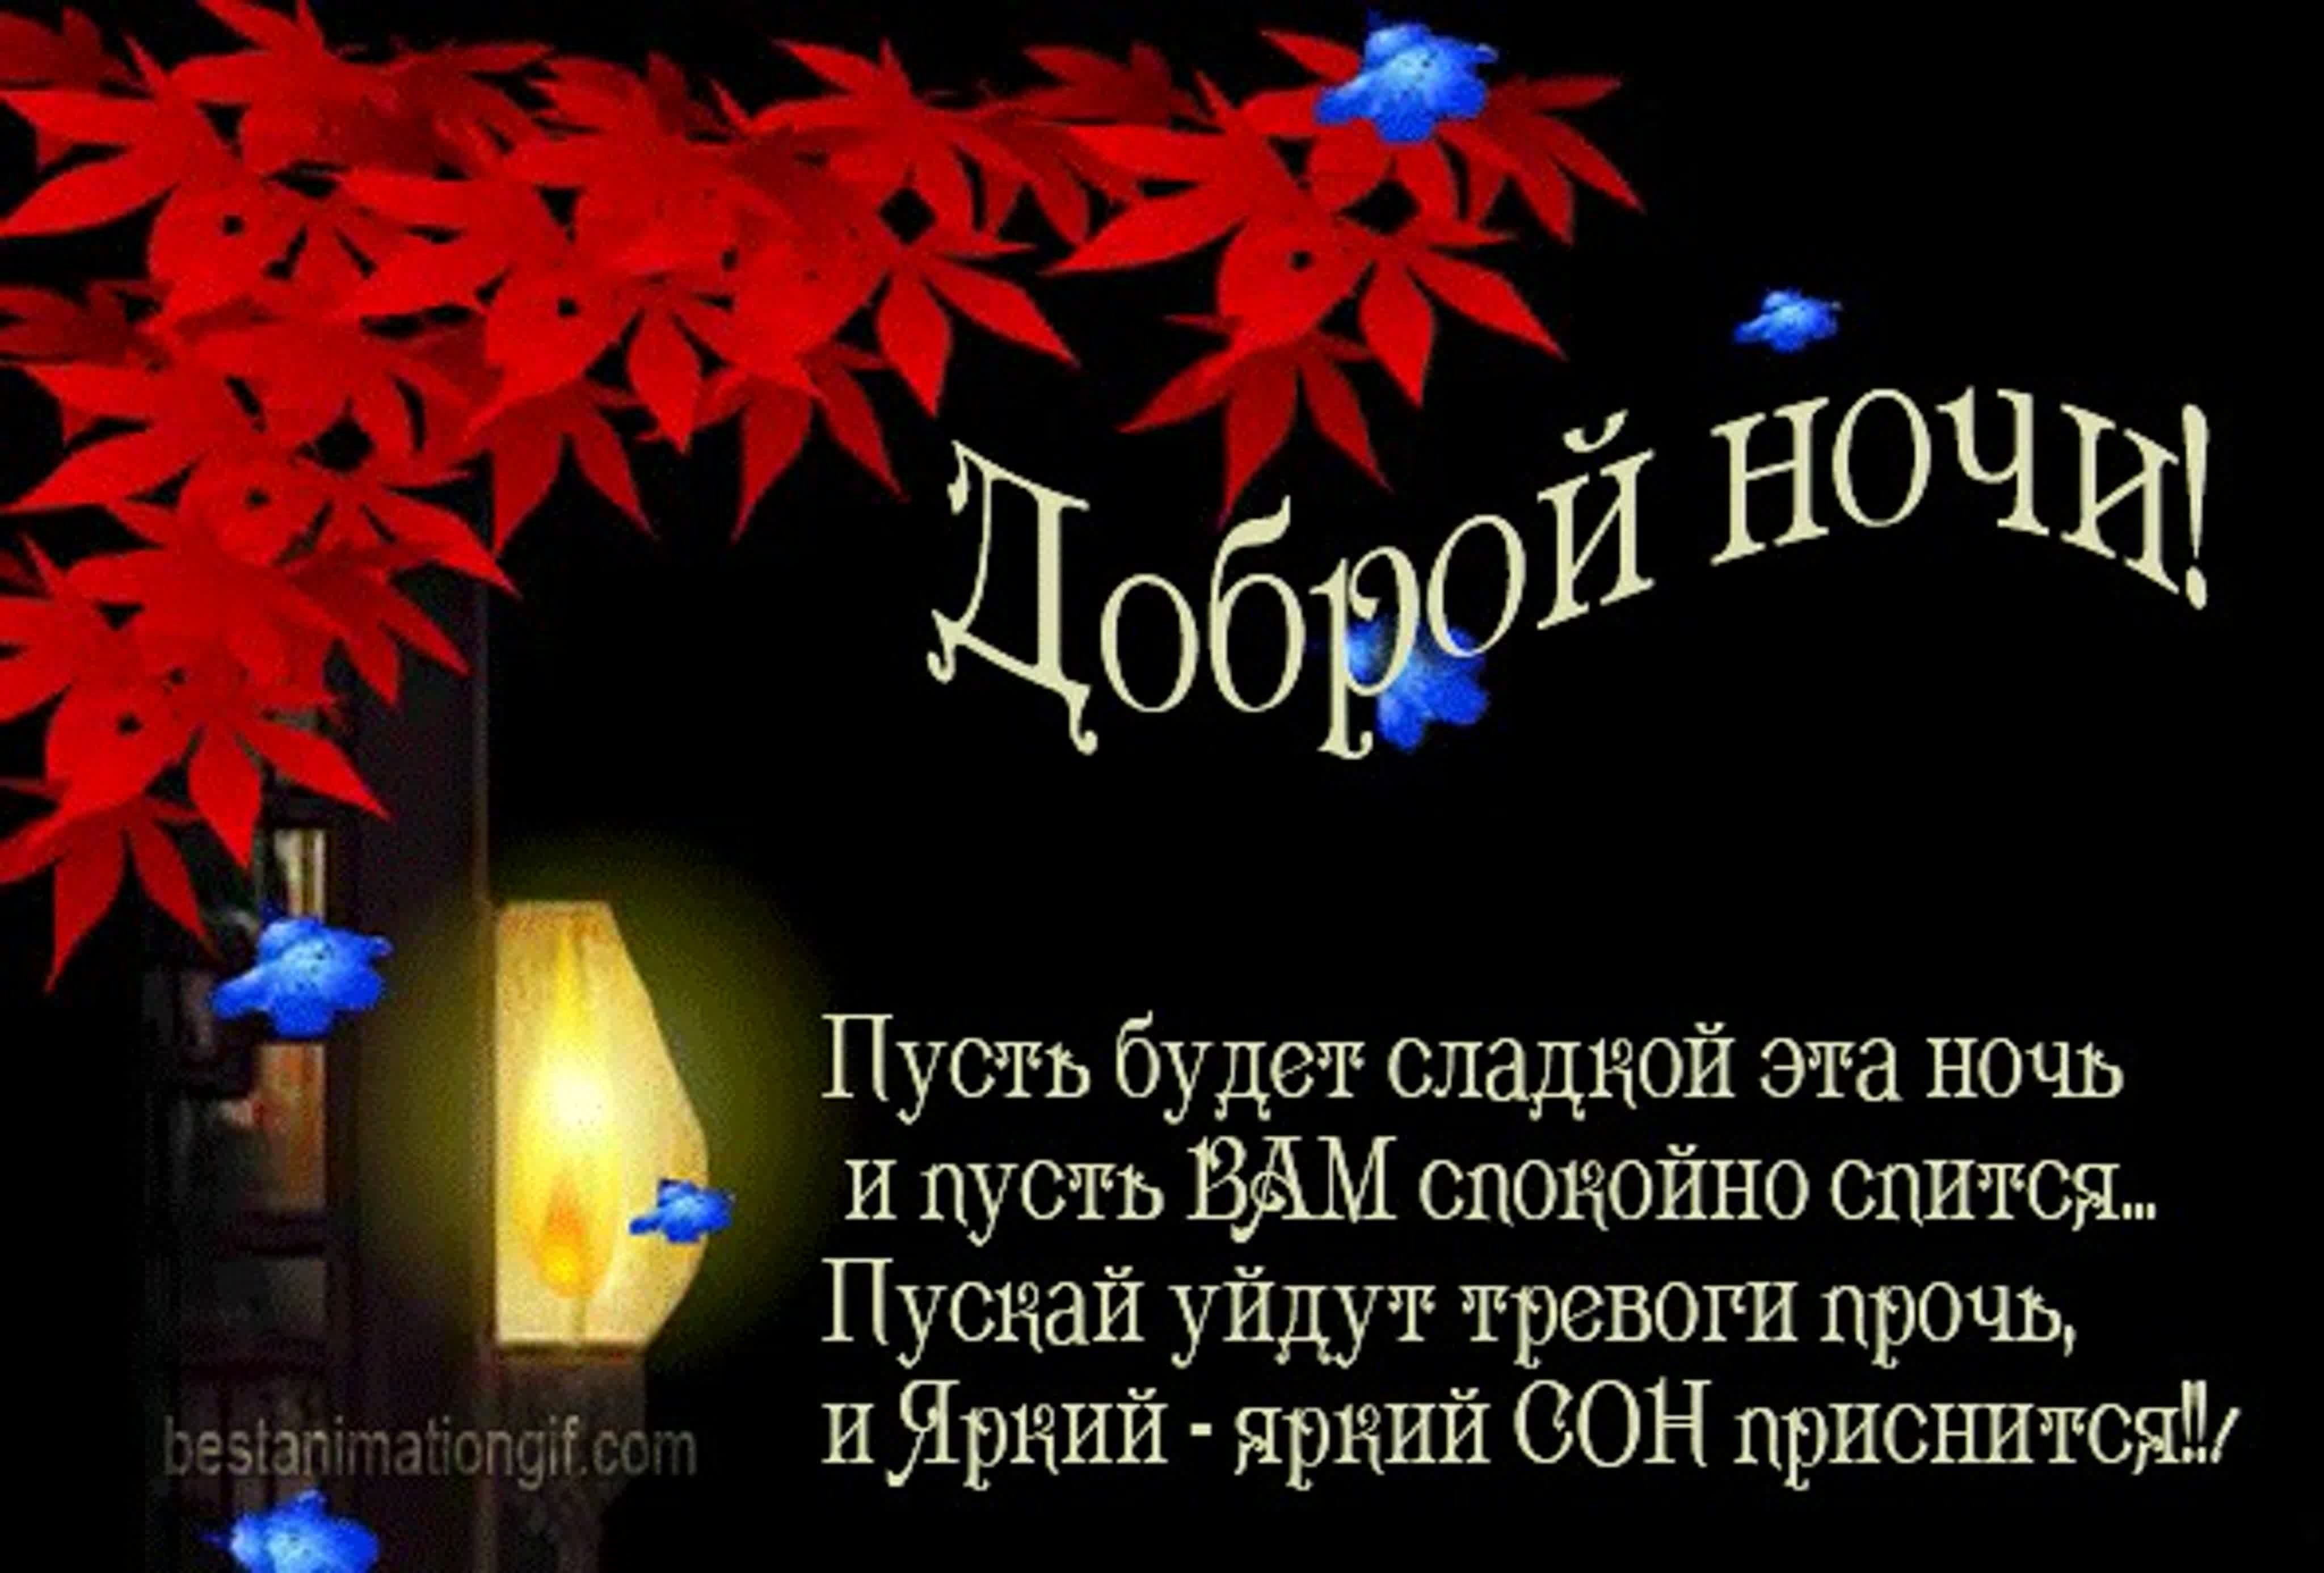 Доброй ночи!
Пусть будет сладкой эта ночь
и пусть ВАМ спокойно спится...
Пускай уйдут тревоги прочь,
и Яркий - яркий СОН приснится!!/
bestanimationgif.com